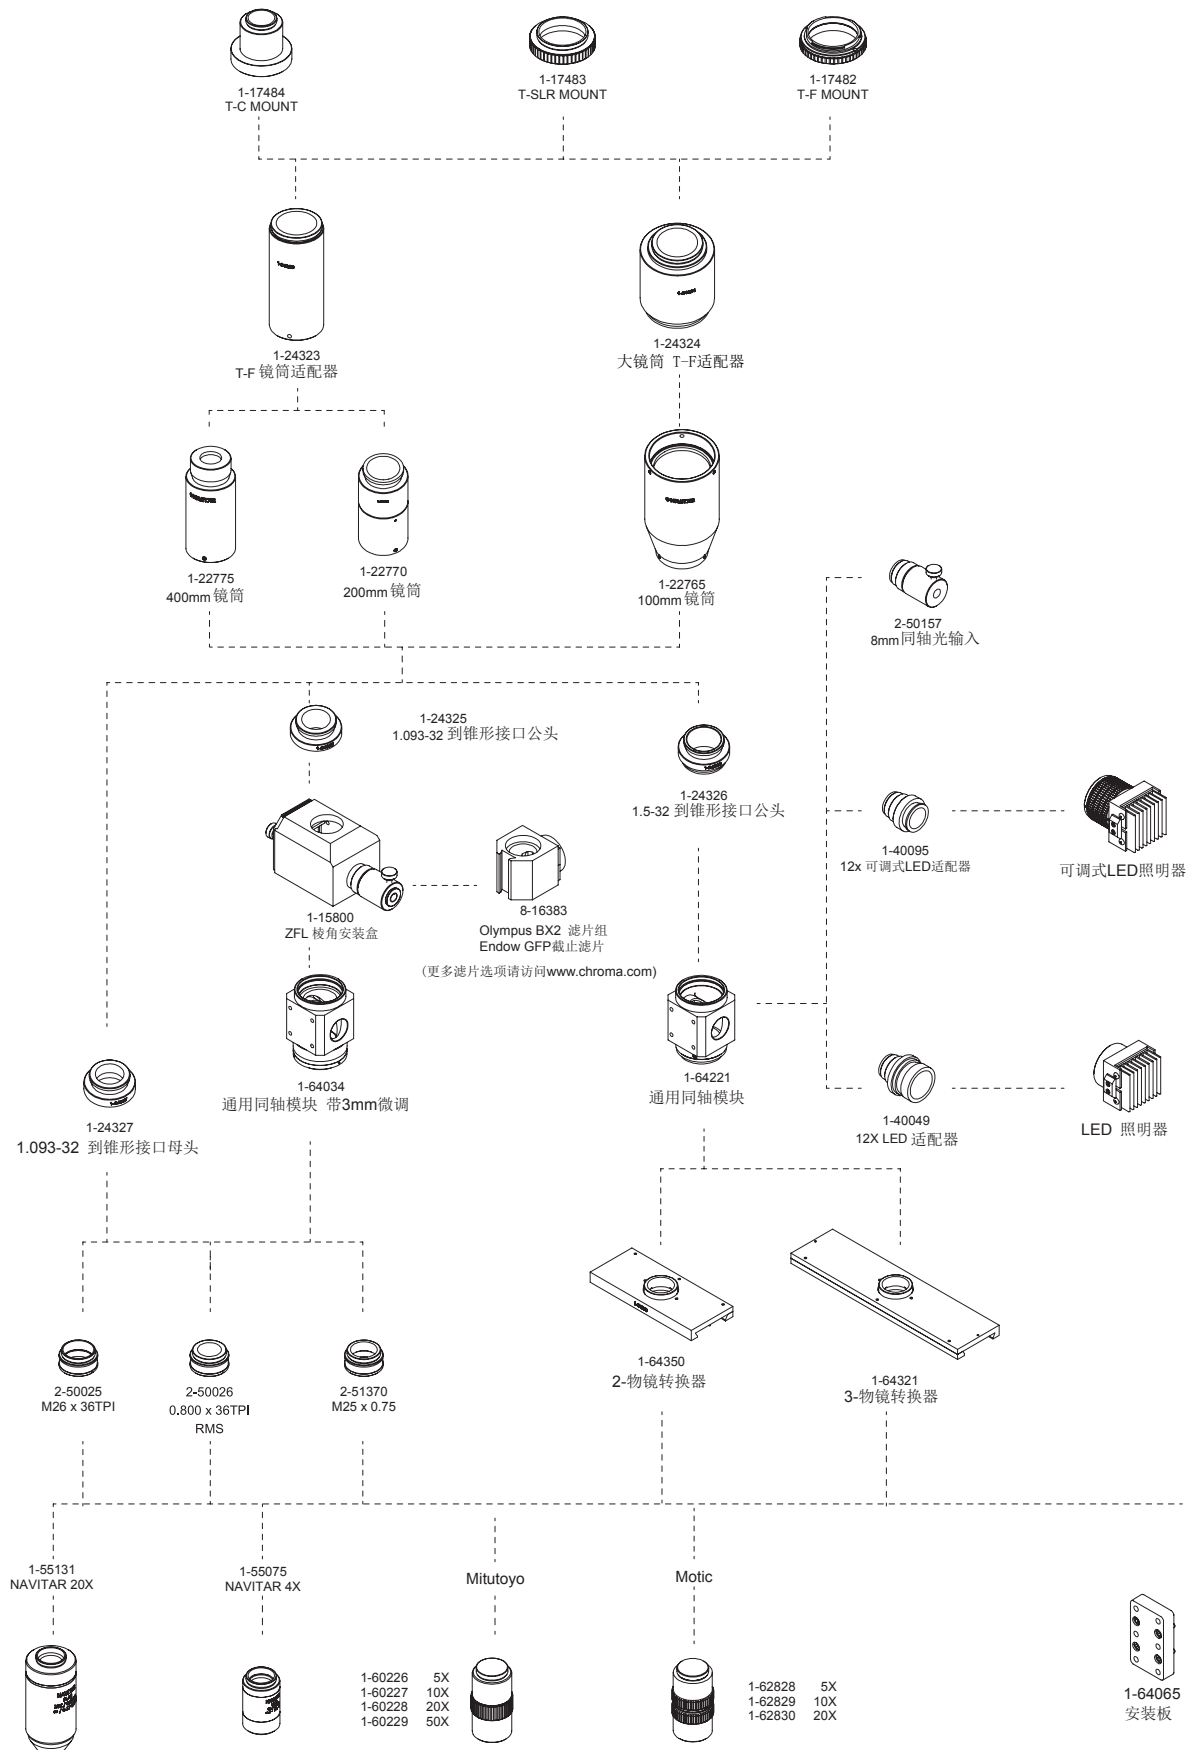 1-17484
T-C MOUNT
1-17483
T-SLR MOUNT
1-17482
T-F MOUNT
1-24323
T-F 镜筒适配器
1-24324
大镜筒 T-F适配器
1-22775
400mm 镜筒
1-22770
200mm 镜筒
1-22765
100mm 镜筒
2-50157
8mm 同轴光输入
1-24325
1.093-32 到锥形接口公头
1-24326
1.5-32 到锥形接口公头
1-40095
12x 可调式LED适配器
可调式LED照明器
1-15800
ZFL 棱角安装盒
8-16383
Olympus BX2 滤片组
Endow GFP截止滤片
(更多滤片选项请访问www.chroma.com)
1-64034
通用同轴模块 带3mm微调
1-64221
通用同轴模块
1-24327
1.093-32 到锥形接口母头
1-40049
12X LED 适配器
LED 照明器
1-64350
2-物镜转换器
1-64321
3-物镜转换器
2-50025
M26 x 36TPI
2-50026
0.800 x 36TPI
RMS
2-51370
M25 x 0.75
1-55131
NAVITAR 20X
1-55075
NAVITAR 4X
Mitutoyo
Motic
1-60226 5X
1-60227 10X
1-60228 20X
1-60229 50X
1-62828 5X
1-62829 10X
1-62830 20X
1-64065
安装板